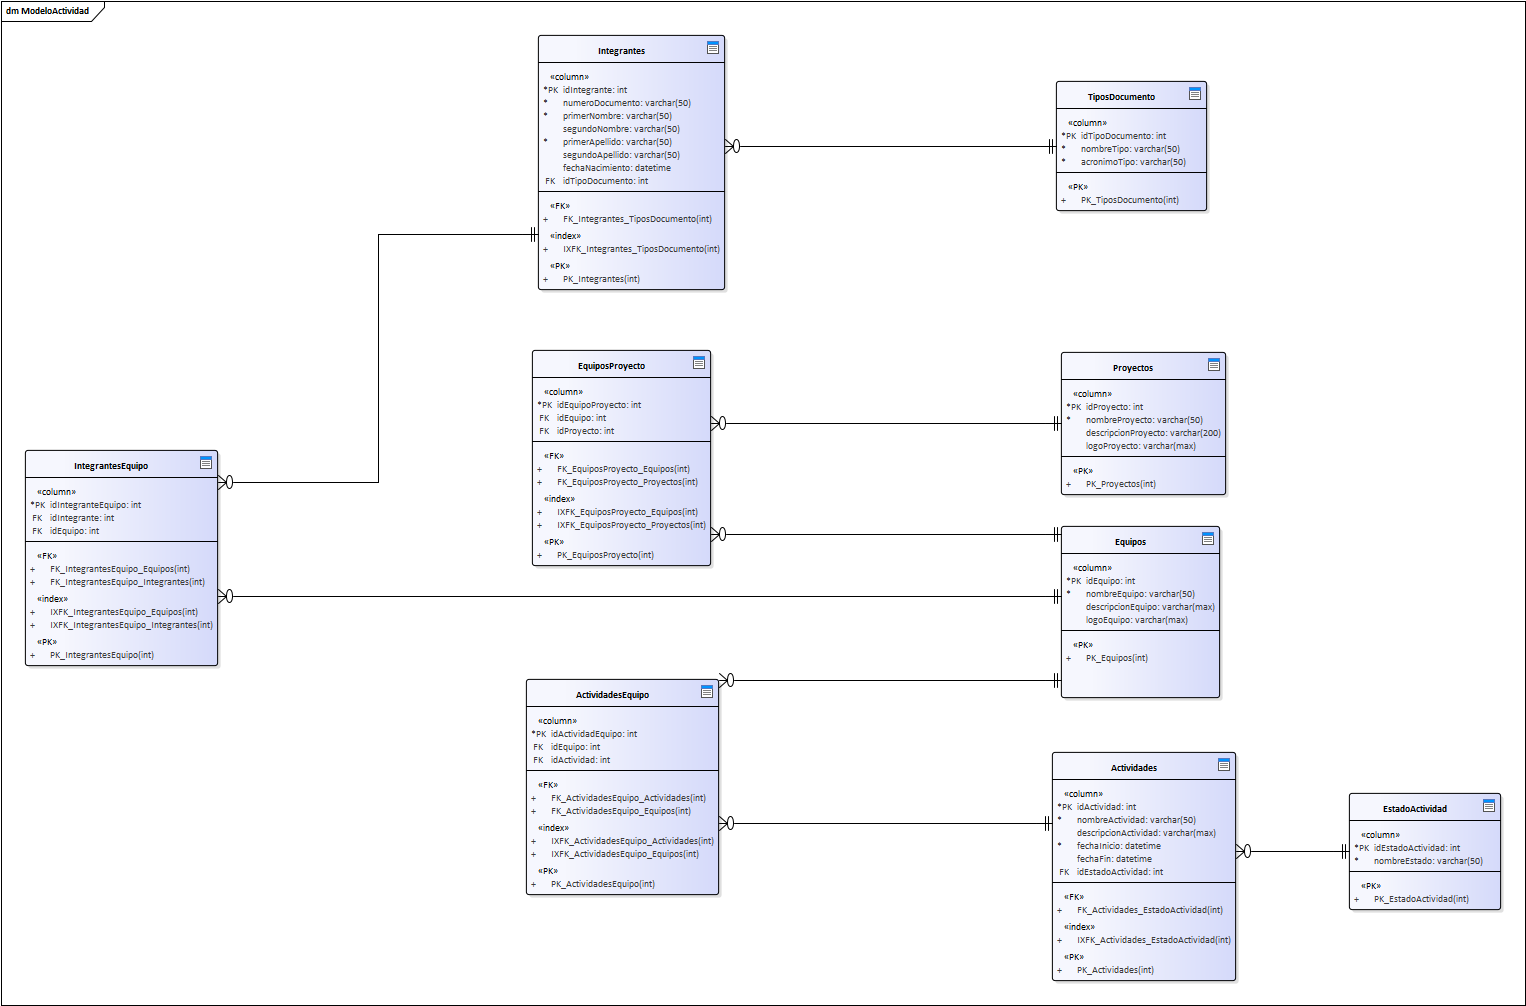 dm ModeloActividad
Integrantes
«column»
*PK idIntegrante: int
* numeroDocumento: varchar(50)
* primerNombre: varchar(50)
segundoNombre: varchar(50)
* primerApellido: varchar(50)
segundoApellido: varchar(50)
fechaNacimiento: datetime
FK idTipoDocumento: int
«FK»
+ FK_Integrantes_TiposDocumento(int)
«index»
+ IXFK_Integrantes_TiposDocumento(int)
«PK»
+ PK_Integrantes(int)
TiposDocumento
«column»
*PK idTipoDocumento: int
* nombreTipo: varchar(50)
* acronimoTipo: varchar(50)
«PK»
+ PK_TiposDocumento(int)
EquiposProyecto
«column»
*PK idEquipoProyecto: int
FK idEquipo: int
FK idProyecto: int
«FK»
+ FK_EquiposProyecto_Equipos(int)
+ FK_EquiposProyecto_Proyectos(int)
«index»
+ IXFK_EquiposProyecto_Equipos(int)
+ IXFK_EquiposProyecto_Proyectos(int)
«PK»
+ PK_EquiposProyecto(int)
Proyectos
«column»
*PK idProyecto: int
* nombreProyecto: varchar(50)
descripcionProyecto: varchar(200)
logoProyecto: varchar(max)
«PK»
+ PK_Proyectos(int)
IntegrantesEquipo
«column»
*PK idIntegranteEquipo: int
FK idIntegrante: int
FK idEquipo: int
«FK»
+ FK_IntegrantesEquipo_Equipos(int)
+ FK_IntegrantesEquipo_Integrantes(int)
«index»
+ IXFK_IntegrantesEquipo_Equipos(int)
+ IXFK_IntegrantesEquipo_Integrantes(int)
«PK»
+ PK_IntegrantesEquipo(int)
Equipos
«column»
*PK idEquipo: int
* nombreEquipo: varchar(50)
descripcionEquipo: varchar(max)
logoEquipo: varchar(max)
«PK»
+ PK_Equipos(int)
ActividadesEquipo
«column»
*PK idActividadEquipo: int
FK idEquipo: int
FK idActividad: int
«FK»
+ FK_ActividadesEquipo_Actividades(int)
+ FK_ActividadesEquipo_Equipos(int)
«index»
+ IXFK_ActividadesEquipo_Actividades(int)
+ IXFK_ActividadesEquipo_Equipos(int)
«PK»
+ PK_ActividadesEquipo(int)
Actividades
«column»
*PK idActividad: int
* nombreActividad: varchar(50)
descripcionActividad: varchar(max)
* fechaInicio: datetime
fechaFin: datetime
FK idEstadoActividad: int
«FK»
+ FK_Actividades_EstadoActividad(int)
«index»
+ IXFK_Actividades_EstadoActividad(int)
«PK»
+ PK_Actividades(int)
EstadoActividad
«column»
*PK idEstadoActividad: int
* nombreEstado: varchar(50)
«PK»
+ PK_EstadoActividad(int)